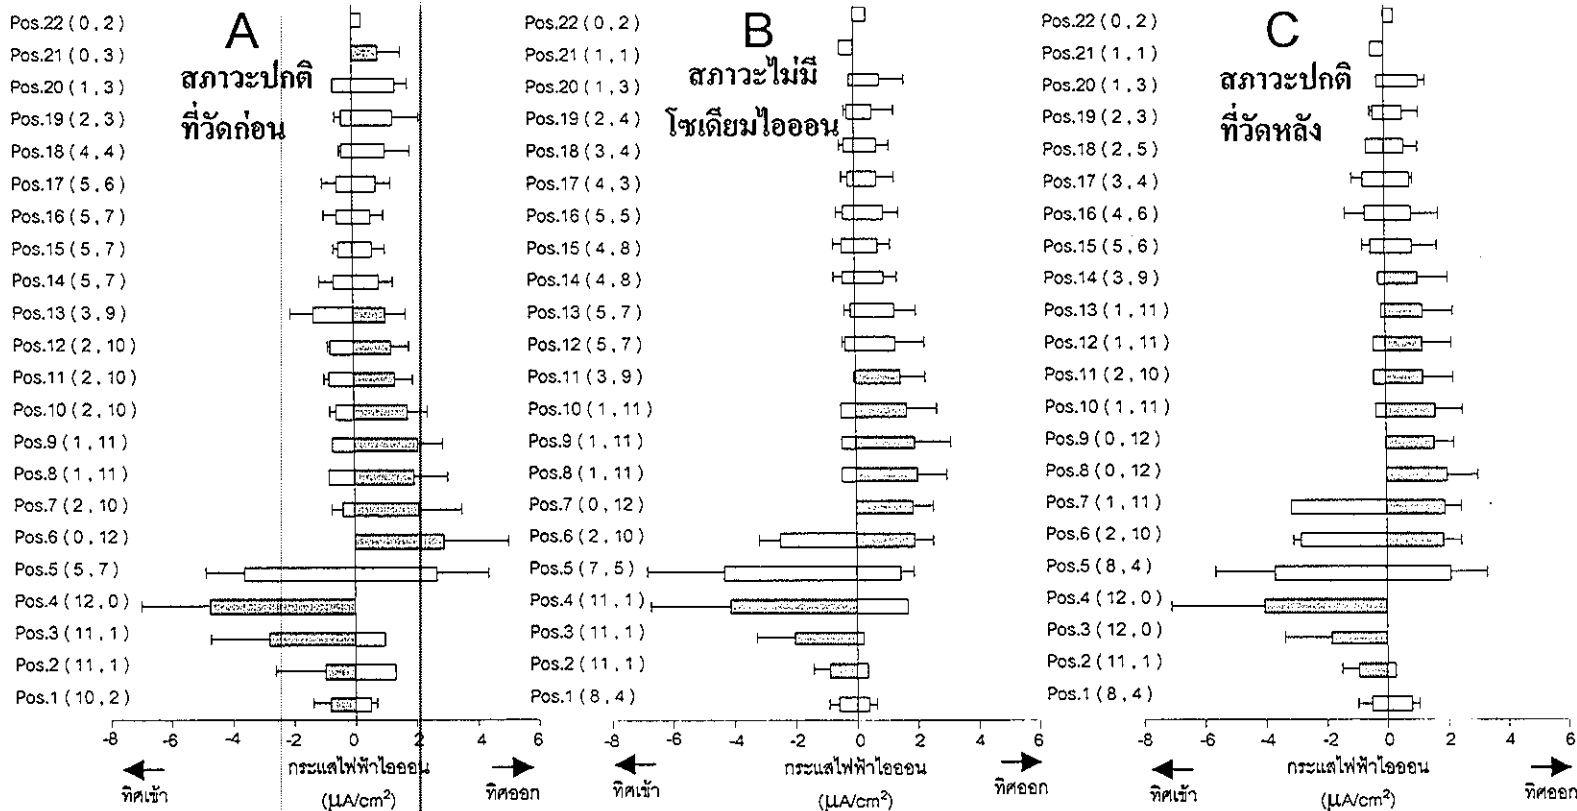 A
สภาวะปกติ
ที่วัดก่อน
Pos.22 (0, 2)
Pos.21 (0, 3)
Pos.20 (1, 3)
Pos.19 (2, 3)
Pos.18 (4, 4)
Pos.17 (5, 6)
Pos.16 (5, 7)
Pos.15 (5, 7)
Pos.14 (5, 7)
Pos.13 (3, 9)
Pos.12 (2, 10)
Pos.11 (2, 10)
Pos.10 (2, 10)
Pos.9 (1, 11)
Pos.8 (1, 11)
Pos.7 (2, 10)
Pos.6 (0, 12)
Pos.5 (5, 7)
Pos.4 (12, 0)
Pos.3 (11, 1)
Pos.2 (11, 1)
Pos.1 (10, 2)
-8 -6 -4 -2 0 2 4 6
กระแสไฟฟ้าไอออน
ทิศเข้า (µA/cm²) ทิศออก
B
สภาวะไม่มี
โซเดียมไอออน
Pos.22 (0, 2)
Pos.21 (1, 1)
Pos.20 (1, 3)
Pos.19 (2, 4)
Pos.18 (3, 4)
Pos.17 (4, 3)
Pos.16 (5, 5)
Pos.15 (4, 8)
Pos.14 (4, 8)
Pos.13 (5, 7)
Pos.12 (5, 7)
Pos.11 (3, 9)
Pos.10 (1, 11)
Pos.9 (1, 11)
Pos.8 (1, 11)
Pos.7 (0, 12)
Pos.6 (2, 10)
Pos.5 (7, 5)
Pos.4 (11, 1)
Pos.3 (11, 1)
Pos.2 (11, 1)
Pos.1 (8, 4)
-8 -6 -4 -2 0 2 4 6
กระแสไฟฟ้าไอออน
ทิศเข้า (µA/cm²) ทิศออก
C
สภาวะปกติ
ที่วัดหลัง
Pos.22 (0, 2)
Pos.21 (1, 1)
Pos.20 (1, 3)
Pos.19 (2, 3)
Pos.18 (2, 5)
Pos.17 (3, 4)
Pos.16 (4, 6)
Pos.15 (5, 6)
Pos.14 (3, 9)
Pos.13 (1, 11)
Pos.12 (1, 11)
Pos.11 (2, 10)
Pos.10 (1, 11)
Pos.9 (0, 12)
Pos.8 (0, 12)
Pos.7 (1, 11)
Pos.6 (2, 10)
Pos.5 (8, 4)
Pos.4 (12, 0)
Pos.3 (12, 0)
Pos.2 (11, 1)
Pos.1 (8, 4)
-8 -6 -4 -2 0 2 4 6
กระแสไฟฟ้าไอออน
ทิศเข้า (µA/cm²) ทิศออก